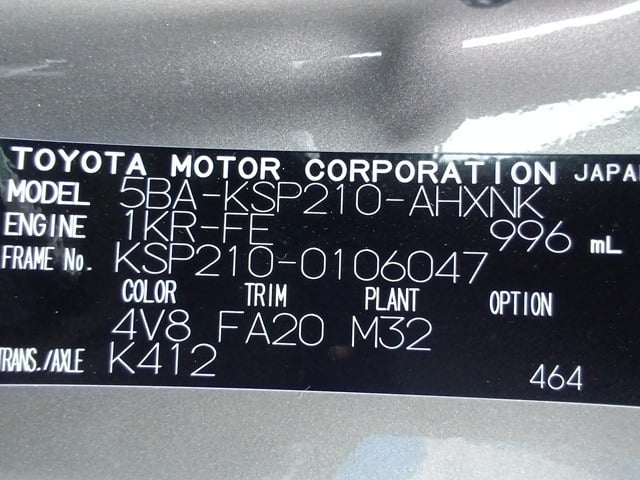 TOYOTA MOTOR CORPORATION JAPAN
MODEL 5BA-KSP210-AHXNK
ENGINE 1KR-FE 996 mL
FRAME No. KSP210-0106047
COLOR TRIM PLANT OPTION
4V8 FA20 M32
TRANS./AXLE K412
464